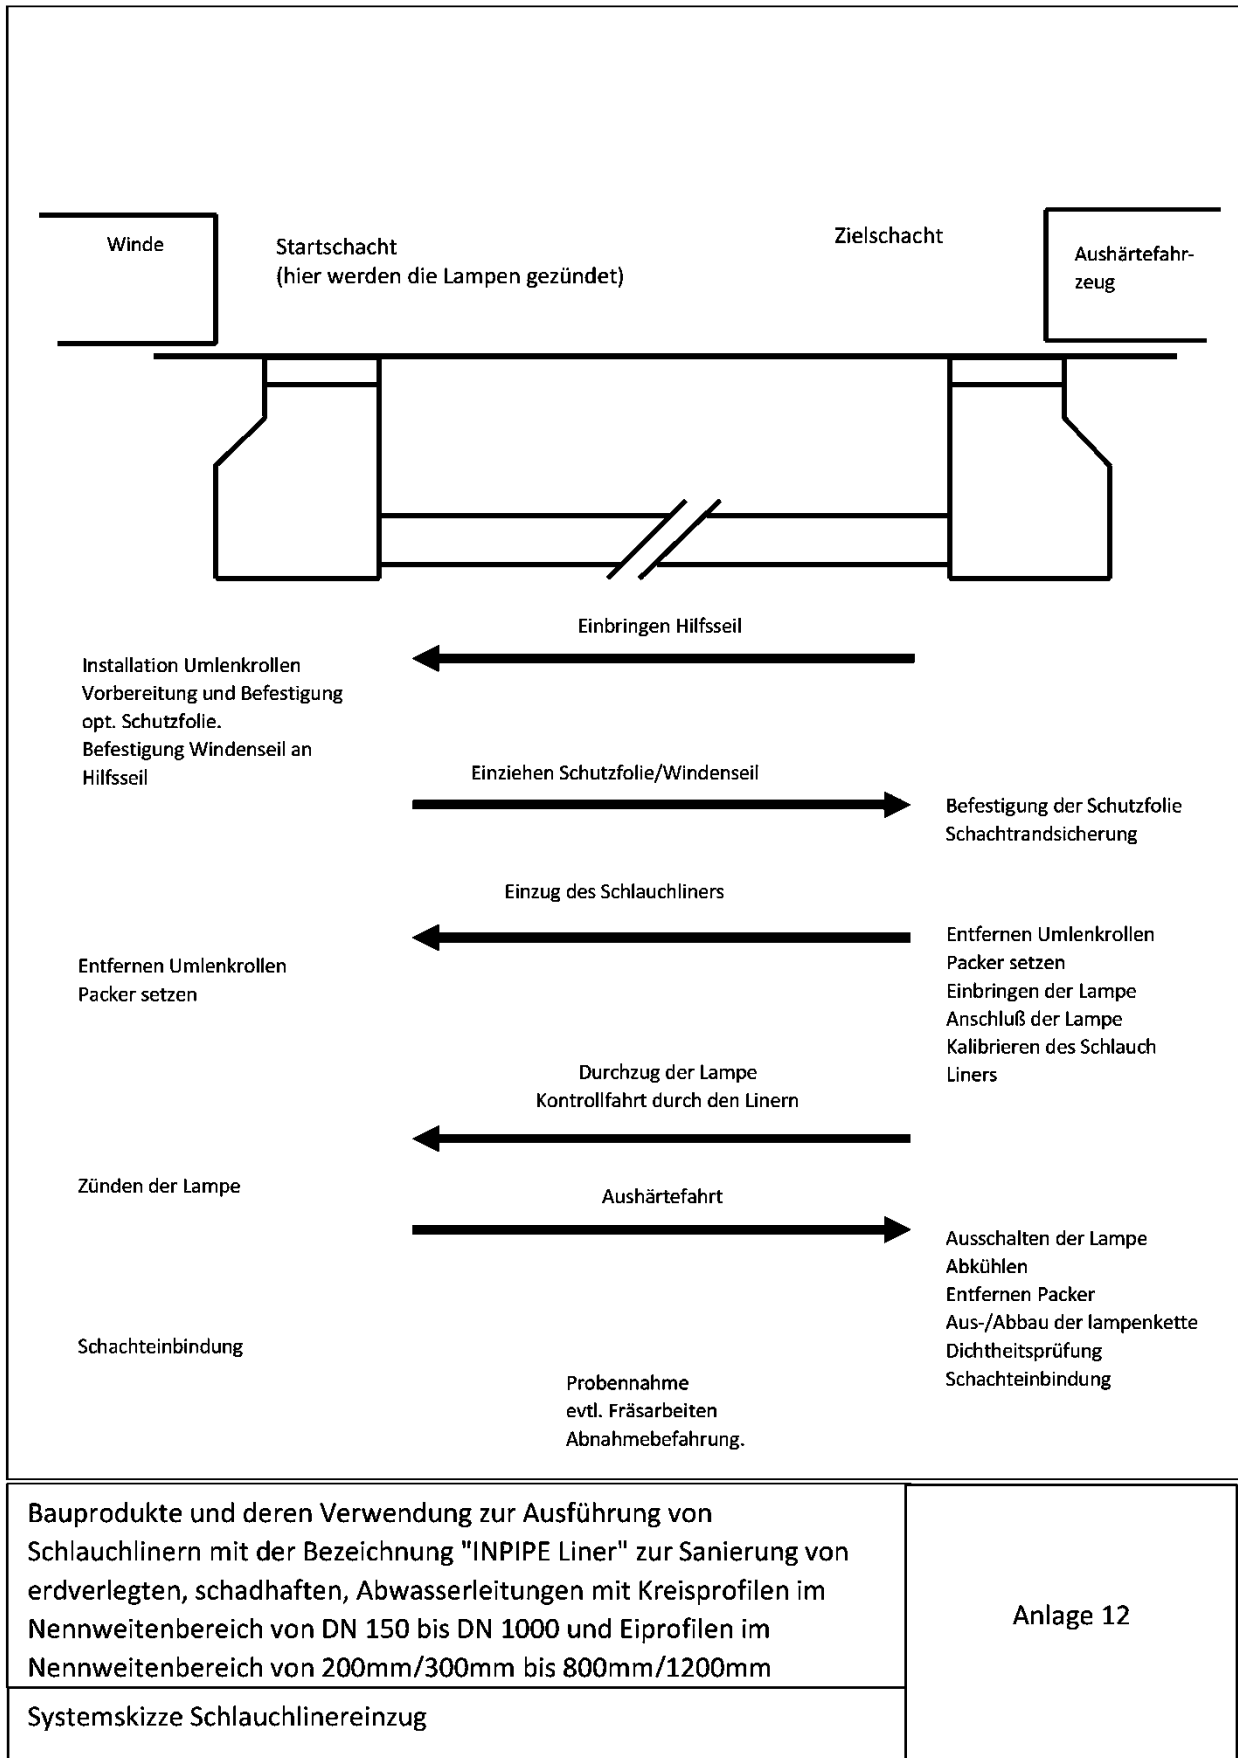 Winde
Startschacht
(hier werden die Lampen gezündet)
Zielschacht
Aushärtefahr-
zeug
Einbringen Hilfsseil
Installation Umlenkrollen
Vorbereitung und Befestigung
opt. Schutzfolie.
Befestigung Windenseil an
Hilfsseil
Einziehen Schutzfolie/Windenseil
Befestigung der Schutzfolie
Schachtrandsicherung
Einzug des Schlauchliners
Entfernen Umlenkrollen
Packer setzen
Entfernen Umlenkrollen
Packer setzen
Einbringen der Lampe
Anschluß der Lampe
Kalibrieren des Schlauch
Liners
Durchzug der Lampe
Kontrollfahrt durch den Linern
Zünden der Lampe
Aushärtefahrt
Ausschalten der Lampe
Abkühlen
Entfernen Packer
Aus-/Abbau der lampenkette
Dichtheitsprüfung
Schachteinbindung
Schachteinbindung
Probennahme
evtl. Fräsarbeiten
Abnahmebefahrung.
Bauprodukte und deren Verwendung zur Ausführung von
Schlauchlinern mit der Bezeichnung "INPIPE Liner" zur Sanierung von
erdverlegten, schadhaften, Abwasserleitungen mit Kreisprofilen im
Nennweitenbereich von DN 150 bis DN 1000 und Eiprofilen im
Nennweitenbereich von 200mm/300mm bis 800mm/1200mm
Anlage 12
Systemskizze Schlauchlinereinzug